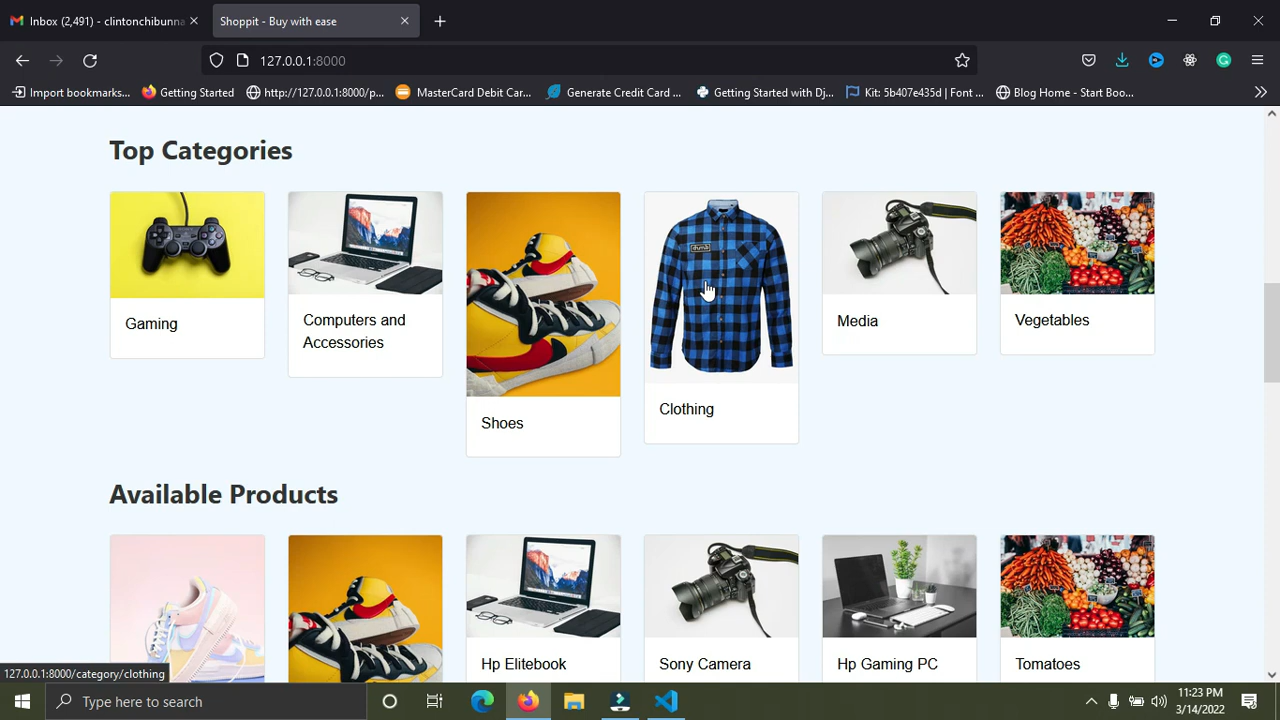 Inbox (2,491) - clintonchibunna
Shoppit - Buy with ease
127.0.0.1:8000
Import bookmarks...
Getting Started
http://127.0.0.1:8000/p...
MasterCard Debit Car...
Generate Credit Card ...
Getting Started with Dj...
Kit: 5b407e435d | Font ...
Blog Home - Start Boo...
Top Categories
Gaming
Computers and
Accessories
Shoes
Clothing
Media
Vegetables
Available Products
Hp Elitebook
Sony Camera
Hp Gaming PC
Tomatoes
127.0.0.1:8000/category/clothing
Type here to search
11:23 PM
3/14/2022